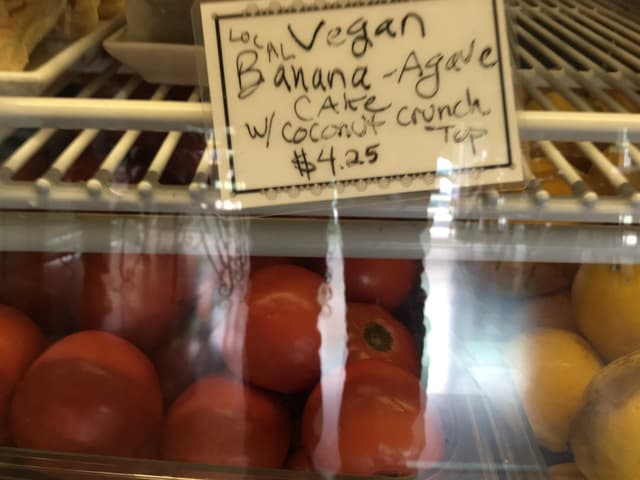 LOCAL Vegan
Banana - Agave
CAKE
w/ coconut crunch
Top
$4.25